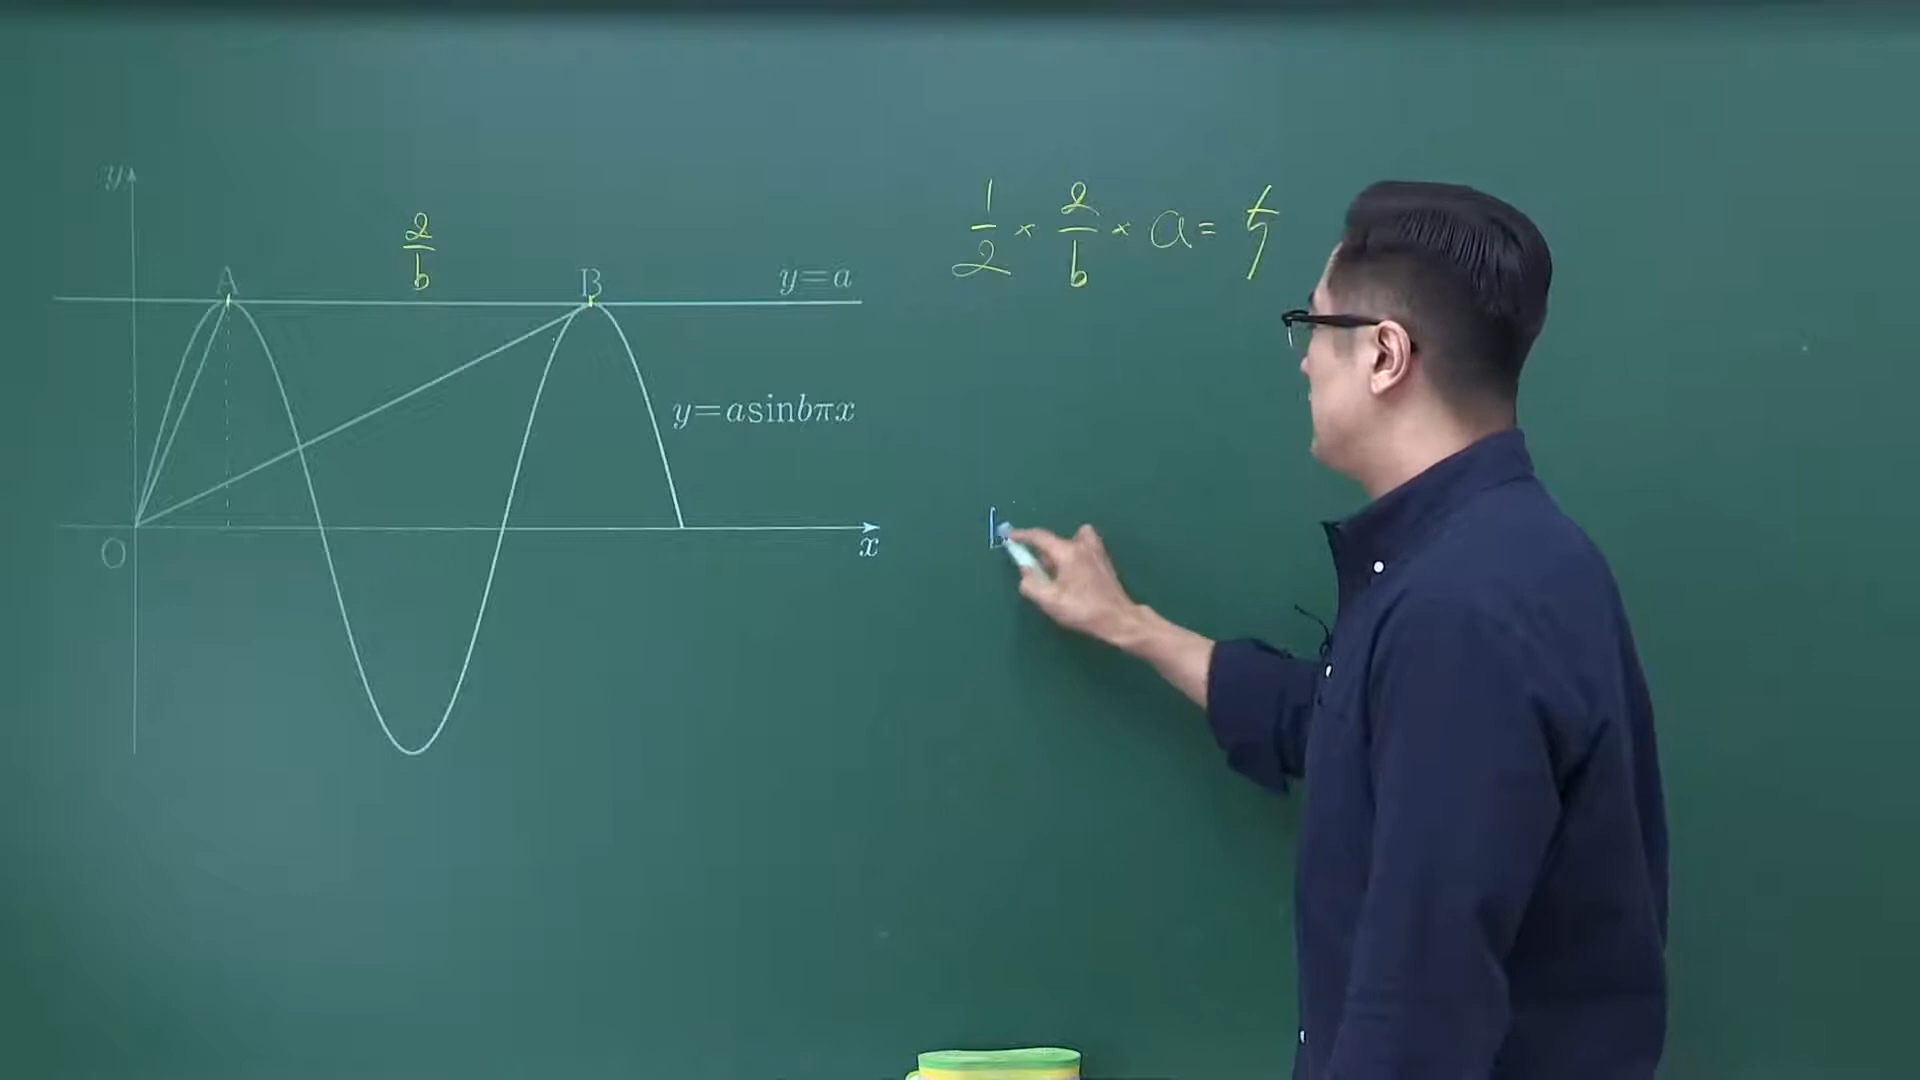 y
2/b
A
B
y=a
y=asinbπx
O
x
1/2 × 2/b × a = 5
b